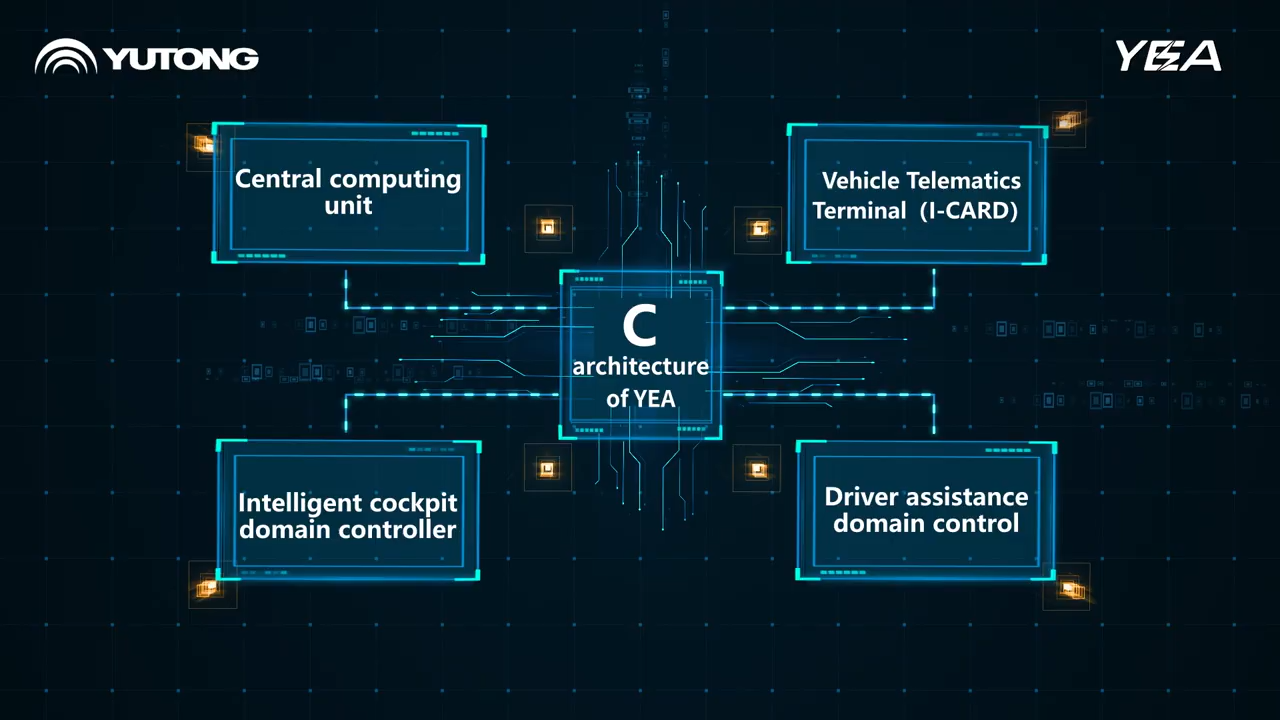 YUTONG
YEA
Central computing
unit
Vehicle Telematics
Terminal (I-CARD)
C
architecture
of YEA
Intelligent cockpit
domain controller
Driver assistance
domain control